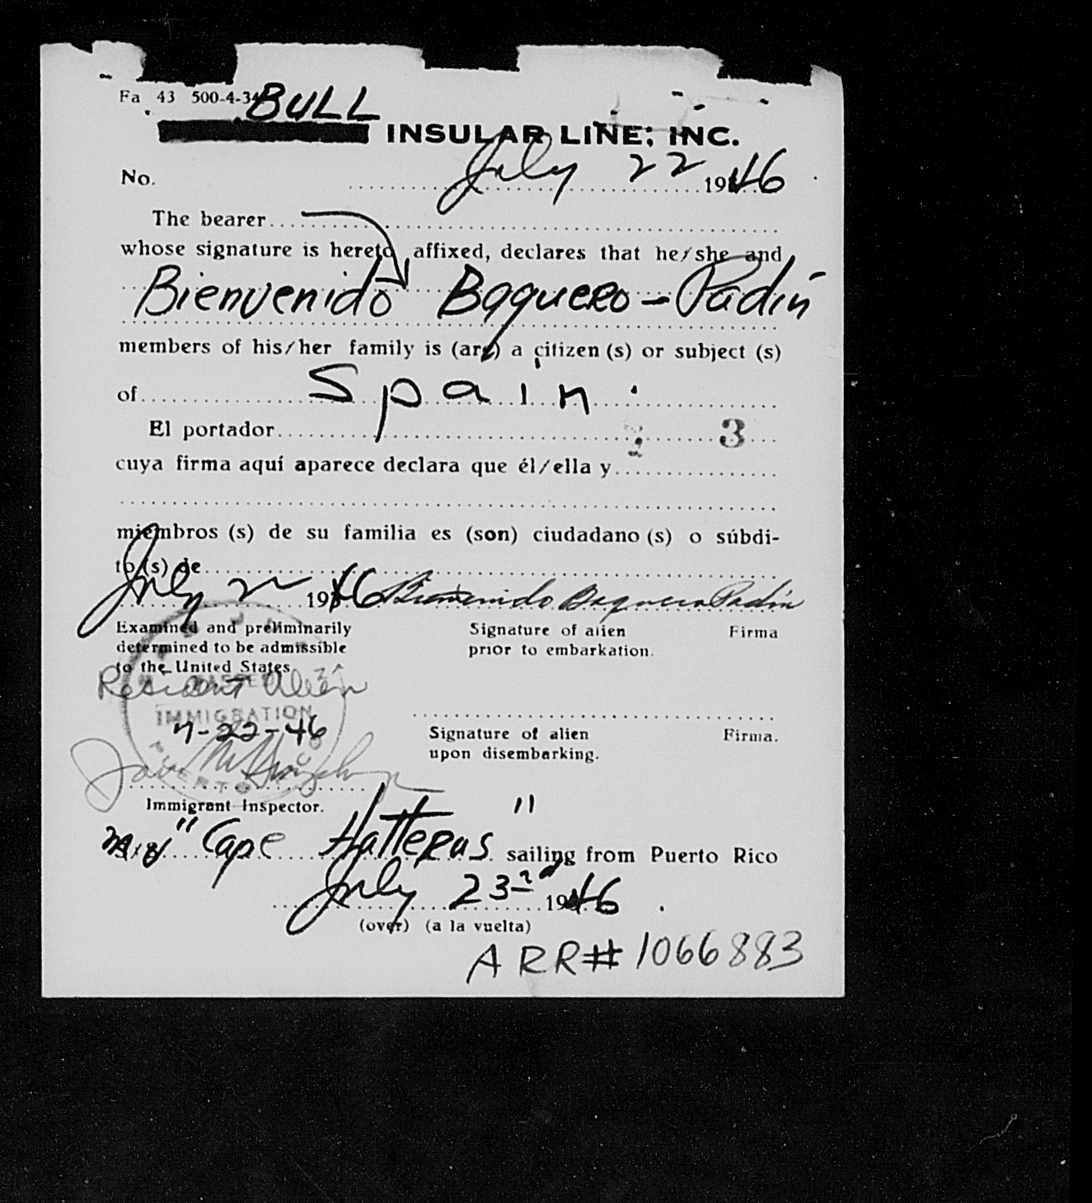 Fa 43 500-4-34
BULL
INSULAR LINE, INC.
No. July 22 1946
The bearer
whose signature is hereto affixed, declares that he/she and
Bienvenido Baquero-Padín
members of his/her family is (are) a citizen (s) or subject (s)
of Spain.
El portador 3
cuya firma aquí aparece declara que él/ella y
miembros (s) de su familia es (son) ciudadano (s) o súbdi-
to (s) de
July 22 1946 Bienvenido Baquero Padín
Examined and preliminarily
determined to be admissible
to the United States
Signature of alien Firma
prior to embarkation.
Resident Alien
PASSED
IMMIGRATION
7-22-46
Signature of alien Firma.
upon disembarking.
Immigrant Inspector.
"Cape Hatteras" sailing from Puerto Rico
July 23rd 1946.
(over) (a la vuelta)
ARR# 1066883